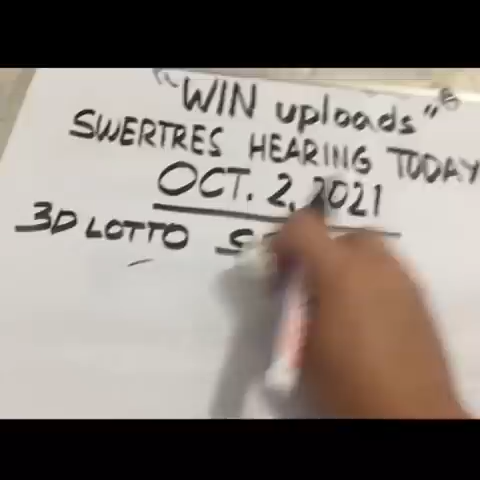 "WIN uploads"
SWERTRES HEARING TODAY
OCT. 2, 2021
3D LOTTO